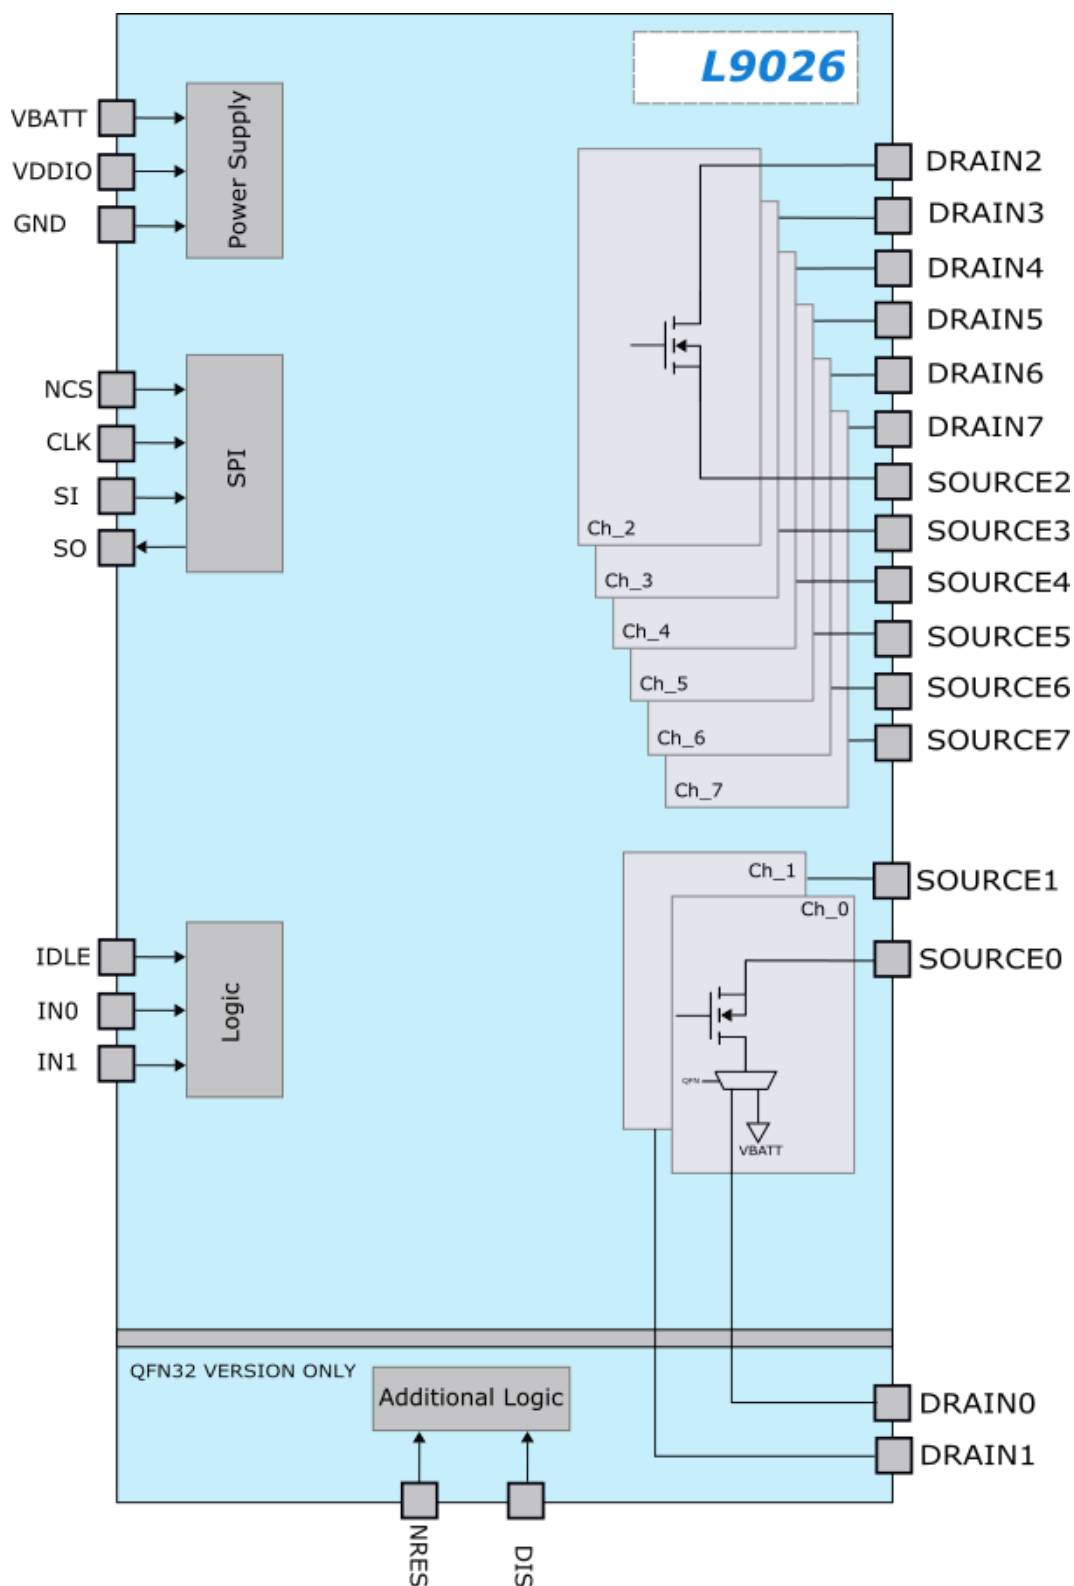 L9026
VBATT
VDDIO
GND
Power Supply
NCS
CLK
SI
SO
SPI
IDLE
IN0
IN1
Logic
DRAIN2
DRAIN3
DRAIN4
DRAIN5
DRAIN6
DRAIN7
SOURCE2
SOURCE3
SOURCE4
SOURCE5
SOURCE6
SOURCE7
Ch_2
Ch_3
Ch_4
Ch_5
Ch_6
Ch_7
Ch_1
SOURCE1
Ch_0
SOURCE0
QFN
VBATT
QFN32 VERSION ONLY
Additional Logic
DRAIN0
DRAIN1
NRES
DIS